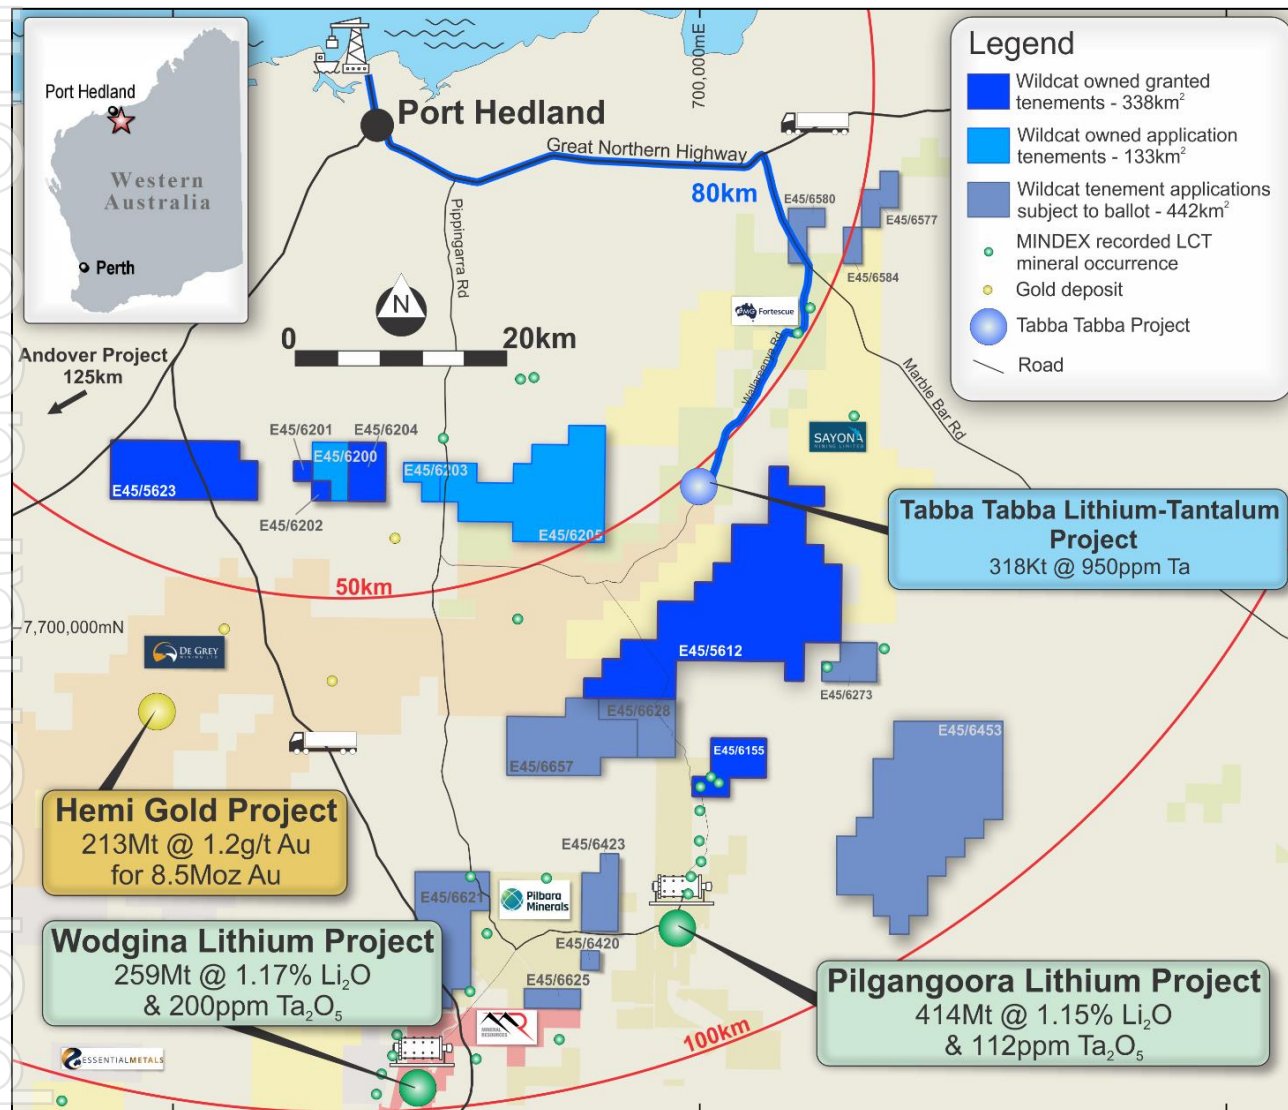 Port Hedland
Western
Australia
Perth
Andover Project
125km
N
0
20km
Port Hedland
Great Northern Highway
80km
Pippingarra Rd
700,000mE
Legend
Wildcat owned granted
tenements - 338km²
Wildcat owned application
tenements - 133km²
Wildcat tenement applications
subject to ballot - 442km²
MINDEX recorded LCT
mineral occurrence
Gold deposit
Tabba Tabba Project
Road
E45/6580
E45/6577
E45/6584
FMG Fortescue
Wallareenya Rd
Marble Bar Rd
SAYONA
MINING LIMITED
E45/5623
E45/6201
E45/6204
E45/6200
E45/6202
E45/6203
E45/6205
Tabba Tabba Lithium-Tantalum
Project
318Kt @ 950ppm Ta
50km
7,700,000mN
DE GREY
MINING LTD
E45/5612
E45/6273
E45/6628
E45/6657
E45/6155
E45/6453
Hemi Gold Project
213Mt @ 1.2g/t Au
for 8.5Moz Au
E45/6423
E45/6621
Pilbara
Minerals
E45/6420
E45/6625
Wodgina Lithium Project
259Mt @ 1.17% Li₂O
& 200ppm Ta₂O₅
Pilgangoora Lithium Project
414Mt @ 1.15% Li₂O
& 112ppm Ta₂O₅
MINERAL
RESOURCES
100km
ESSENTIALMETALS